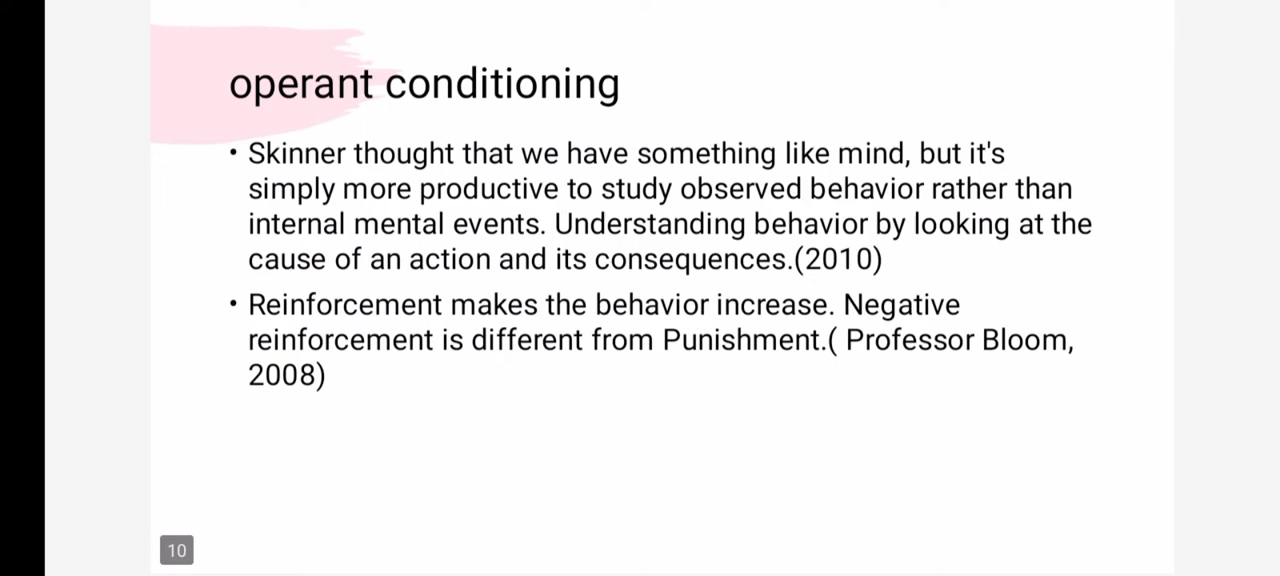 operant conditioning
• Skinner thought that we have something like mind, but it's
simply more productive to study observed behavior rather than
internal mental events. Understanding behavior by looking at the
cause of an action and its consequences.(2010)
• Reinforcement makes the behavior increase. Negative
reinforcement is different from Punishment.( Professor Bloom,
2008)
10